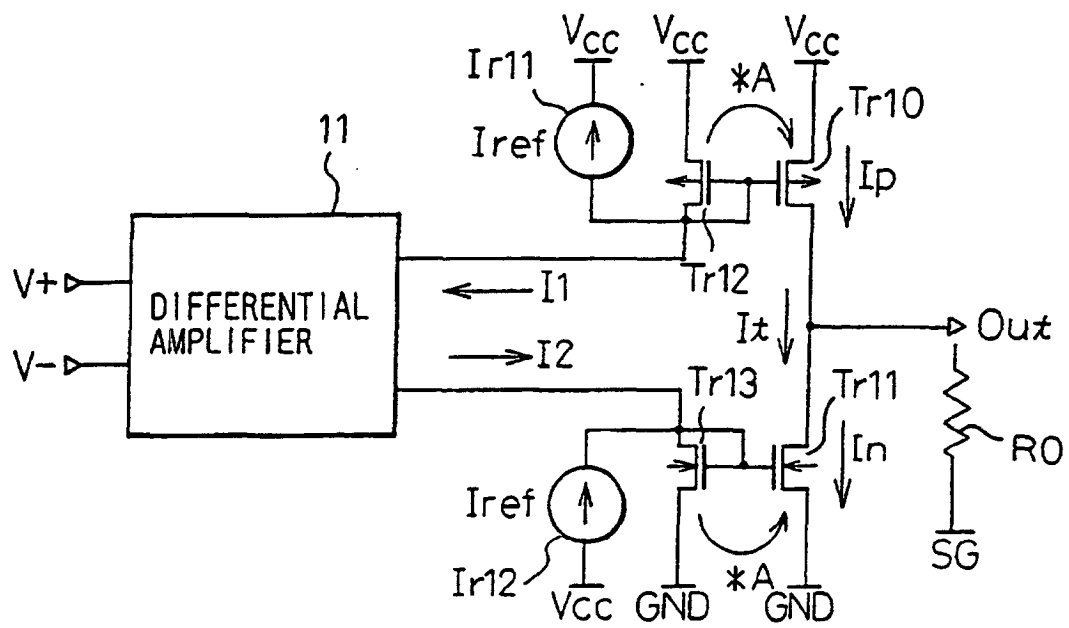 Vcc Vcc Vcc
Ir11
*A
Tr10
11
Iref
Ip
Tr12
V+
I1
DIFFERENTIAL
AMPLIFIER
It
Out
V-
I2
Tr13
Tr11
In
R0
Iref
SG
Ir12
*A
Vcc GND GND